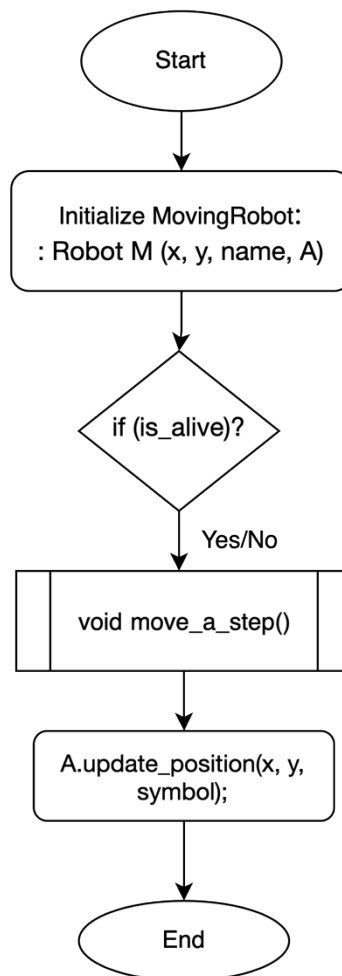 Start
Initialize MovingRobot:
: Robot M (x, y, name, A)
if (is_alive)?
Yes/No
void move_a_step()
A.update_position(x, y,
symbol);
End